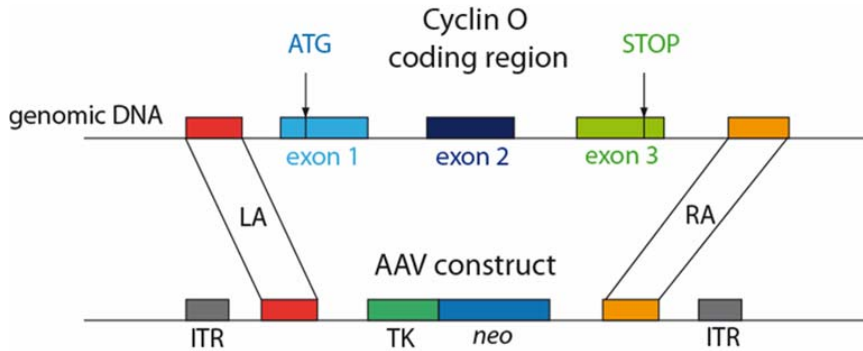 Cyclin O
coding region
ATG
STOP
genomic DNA
exon 1
exon 2
exon 3
LA
RA
AAV construct
ITR
TK
neo
ITR